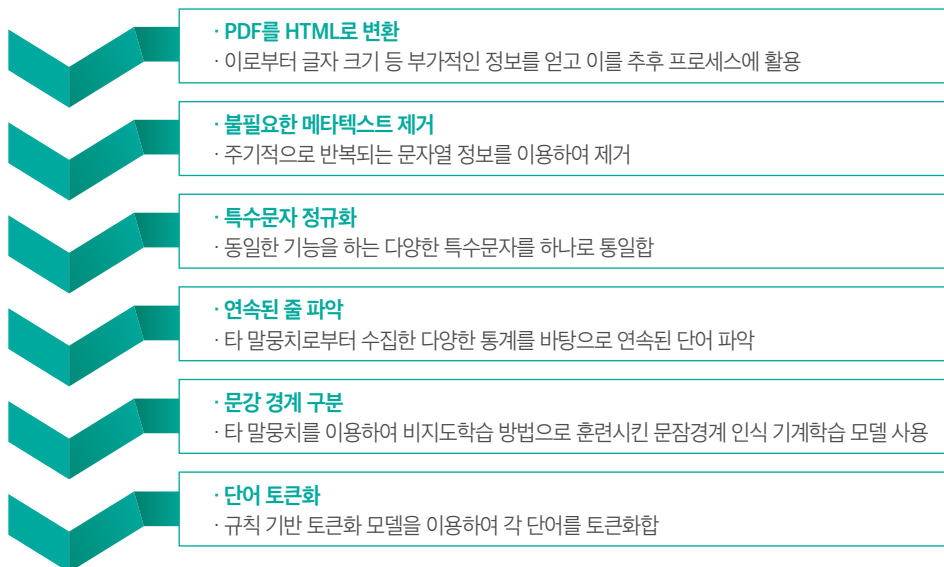 · PDF를 HTML로 변환
· 이로부터 글자 크기 등 부가적인 정보를 얻고 이를 추후 프로세스에 활용
· 불필요한 메타텍스트 제거
· 주기적으로 반복되는 문자열 정보를 이용하여 제거
· 특수문자 정규화
· 동일한 기능을 하는 다양한 특수문자를 하나로 통일합
· 연속된 줄 파악
· 타 말뭉치로부터 수집한 다양한 통계를 바탕으로 연속된 단어 파악
· 문강 경계 구분
· 타 말뭉치를 이용하여 비지도학습 방법으로 훈련시킨 문잠경계 인식 기계학습 모델 사용
· 단어 토큰화
· 규칙 기반 토큰화 모델을 이용하여 각 단어를 토큰화합